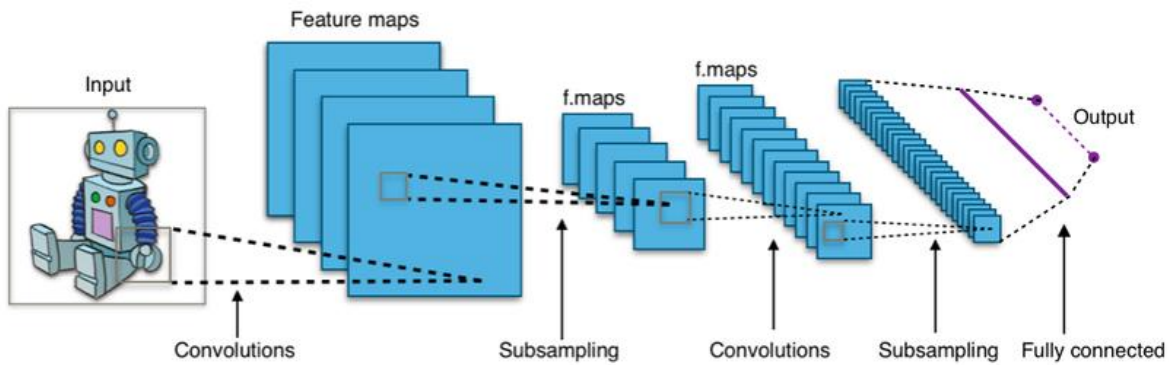 Feature maps
Input
f.maps
f.maps
Output
Convolutions
Subsampling
Convolutions
Subsampling
Fully connected